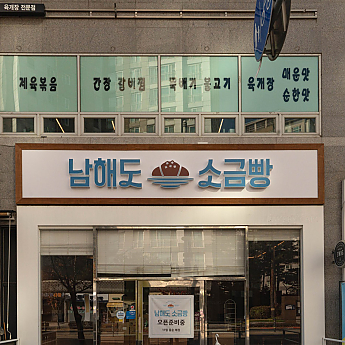 육개장 전문점
제육볶음 간장 갈비찜 뚝배기 불고기 육개장 매운맛
순한맛
남해도 소금빵
남해도 소금빵
오픈준비중